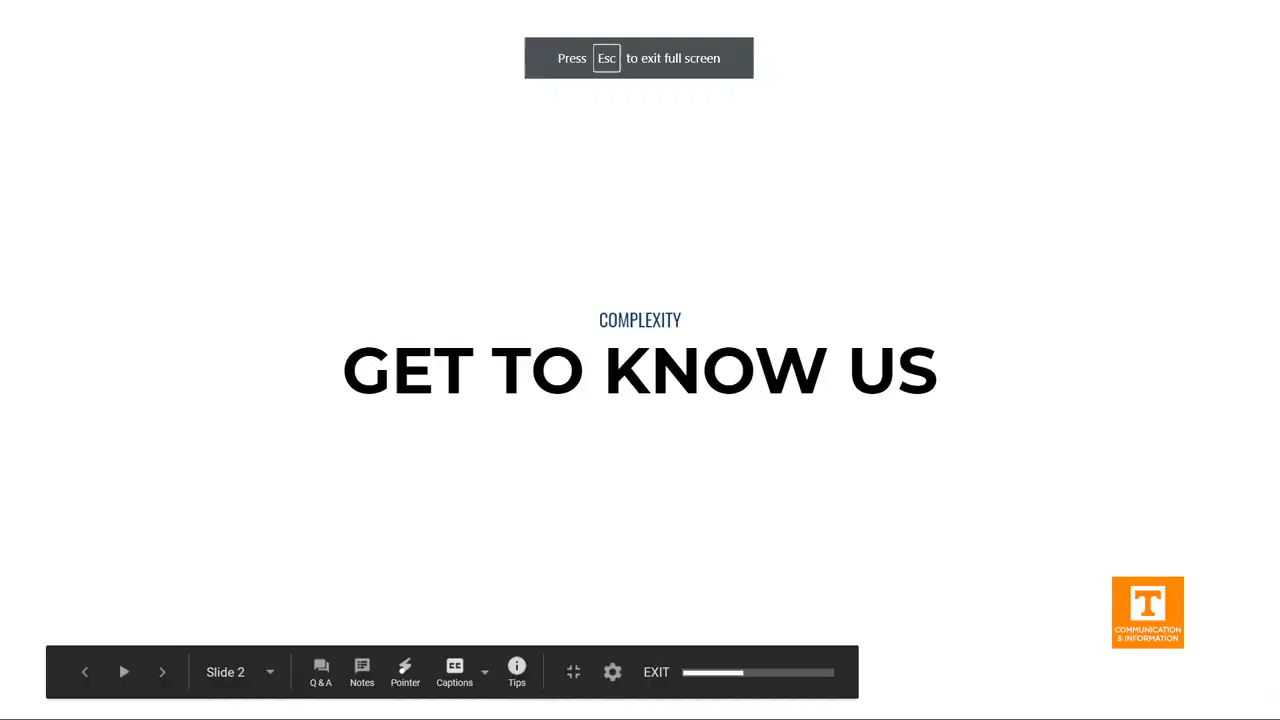 Press Esc to exit full screen
COMPLEXITY
GET TO KNOW US
T
COMMUNICATION
& INFORMATION
Slide 2
Q & A
Notes
Pointer
CC
Captions
Tips
EXIT